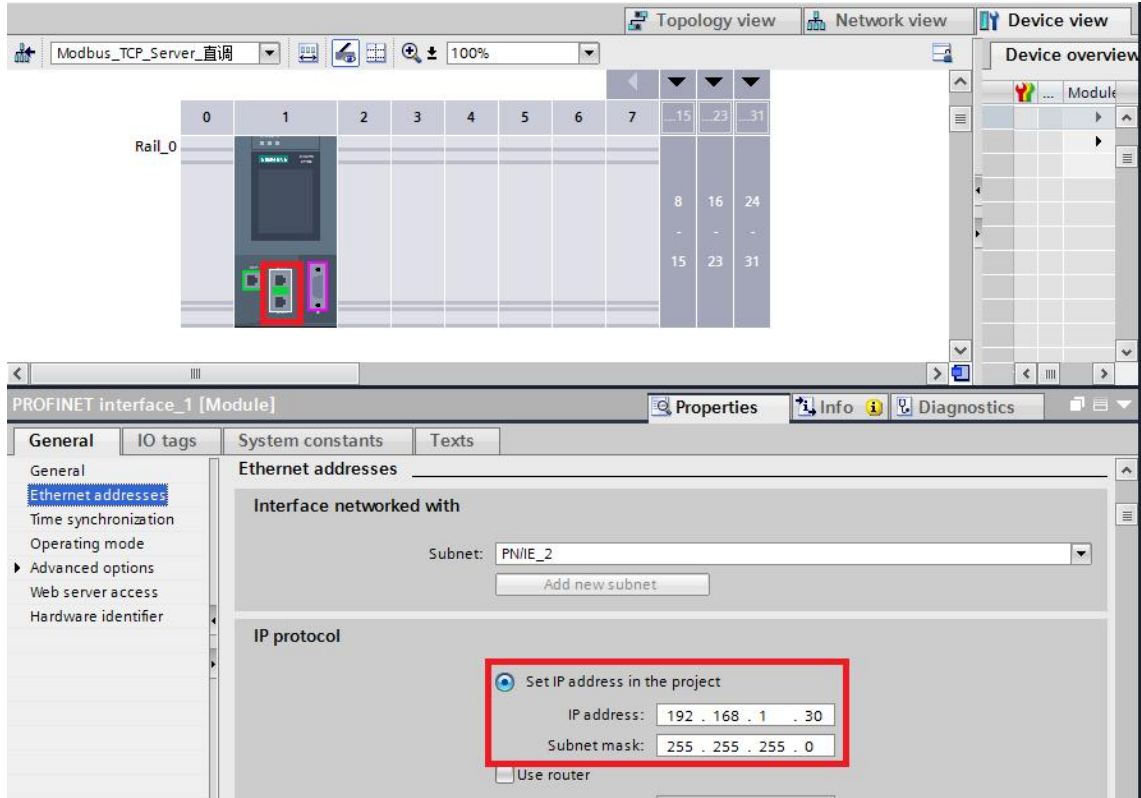 Topology view Network view Device view
Modbus_TCP_Server_直调 100% Device overview
... Module
0 1 2 3 4 5 6 7 ...15 ...23 ...31
Rail_0
SIEMENS
8 16 24
- - -
15 23 31
PROFINET interface_1 [Module] Properties Info Diagnostics
General IO tags System constants Texts
General
Ethernet addresses
Time synchronization
Operating mode
Advanced options
Web server access
Hardware identifier
Ethernet addresses
Interface networked with
Subnet: PN/IE_2
Add new subnet
IP protocol
Set IP address in the project
IP address: 192 . 168 . 1 . 30
Subnet mask: 255 . 255 . 255 . 0
Use router